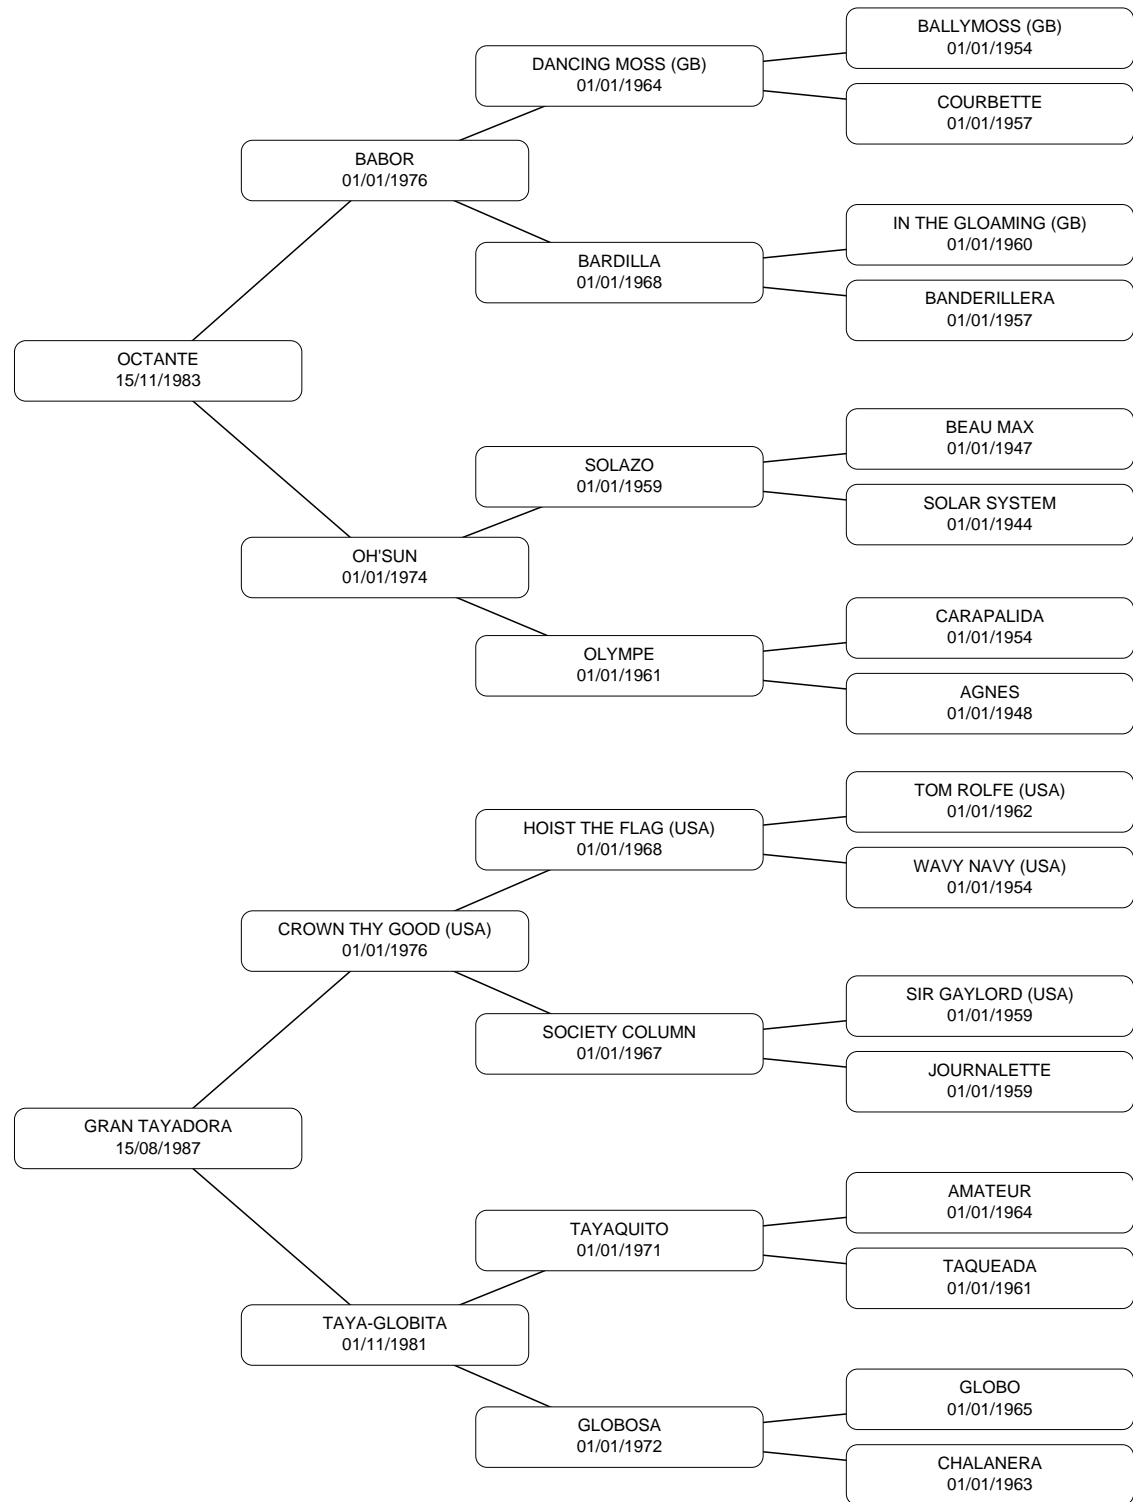 BALLYMOSS (GB)
01/01/1954
DANCING MOSS (GB)
01/01/1964
COURBETTE
01/01/1957
BABOR
01/01/1976
IN THE GLOAMING (GB)
01/01/1960
BARDILLA
01/01/1968
BANDERILLERA
01/01/1957
OCTANTE
15/11/1983
BEAU MAX
01/01/1947
SOLAZO
01/01/1959
SOLAR SYSTEM
01/01/1944
OH'SUN
01/01/1974
CARAPALIDA
01/01/1954
OLYMPE
01/01/1961
AGNES
01/01/1948
TOM ROLFE (USA)
01/01/1962
HOIST THE FLAG (USA)
01/01/1968
WAVY NAVY (USA)
01/01/1954
CROWN THY GOOD (USA)
01/01/1976
SIR GAYLORD (USA)
01/01/1959
SOCIETY COLUMN
01/01/1967
JOURNALETTE
01/01/1959
GRAN TAYADORA
15/08/1987
AMATEUR
01/01/1964
TAYAQUITO
01/01/1971
TAQUEADA
01/01/1961
TAYA-GLOBITA
01/11/1981
GLOBO
01/01/1965
GLOBOSA
01/01/1972
CHALANERA
01/01/1963